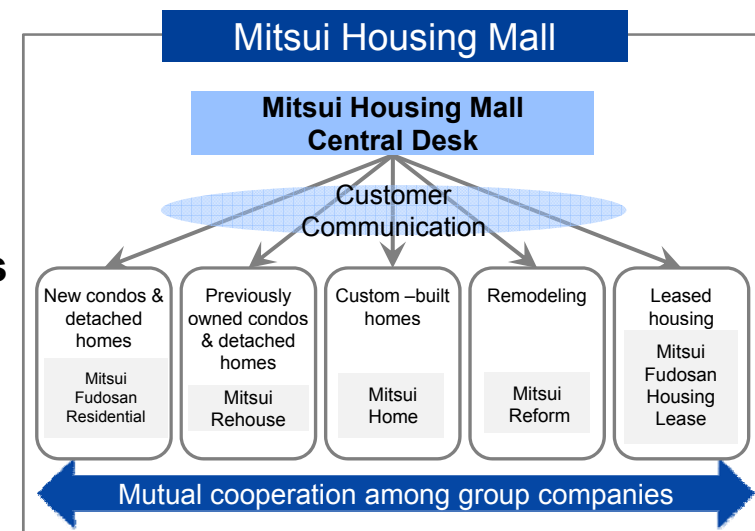 Mitsui Housing Mall
Mitsui Housing Mall
Central Desk
Customer
Communication
s
New condos &
detached
homes
Mitsui
Fudosan
Residential
Previously
owned condos
& detached
homes
Mitsui
Rehouse
Custom –built
homes
Mitsui
Home
Remodeling
Mitsui
Reform
Leased
housing
Mitsui
Fudosan
Housing
Lease
Mutual cooperation among group companies